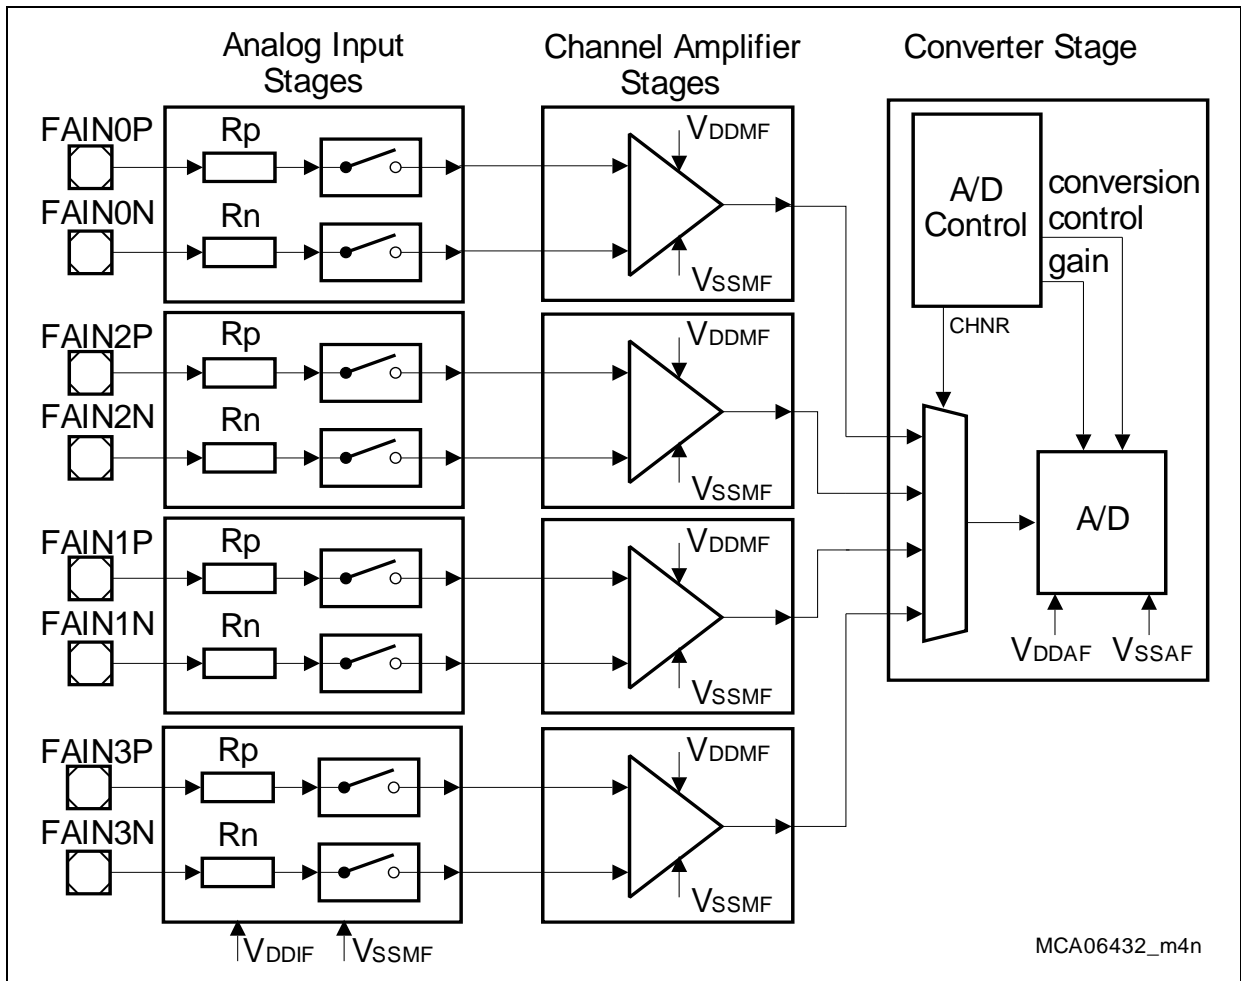 Analog Input
Stages
Channel Amplifier
Stages
Converter Stage
FAIN0P
Rp
FAIN0N
Rn
VDDMF
VSSMF
A/D
Control
conversion
control
gain
CHNR
FAIN2P
Rp
FAIN2N
Rn
VDDMF
VSSMF
A/D
VDDAF
VSSAF
FAIN1P
Rp
FAIN1N
Rn
VDDMF
VSSMF
FAIN3P
Rp
FAIN3N
Rn
VDDMF
VSSMF
VDDIF
VSSMF
MCA06432_m4n